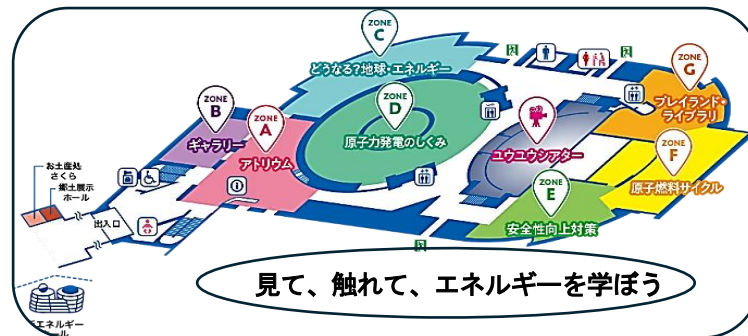 ZONE
C
どうなる？地球・エネルギー
ZONE
G
プレイランド・
ライブラリ
ZONE
B
ギャラリー
ZONE
A
アトリウム
ZONE
D
原子力発電のしくみ
ユウユウシアター
ZONE
F
原子燃料サイクル
ZONE
E
安全性向上対策
お土産処
さくら
郷土展示
ホール
出入口
エネルギー
ール
見て、触れて、エネルギーを学ぼう